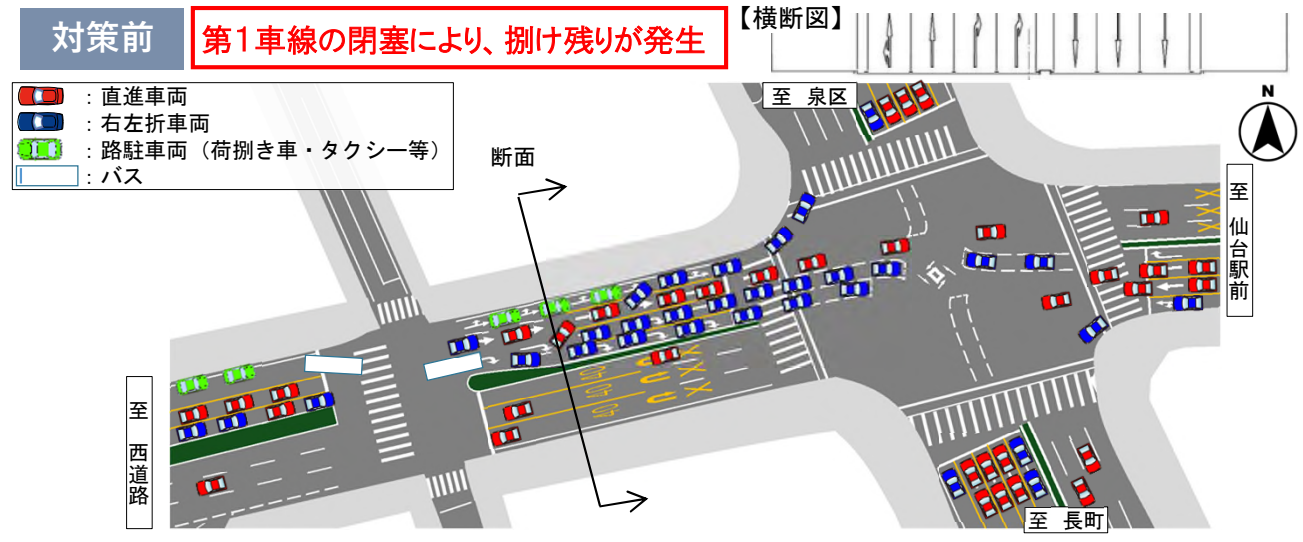 対策前
第1車線の閉塞により、捌け残りが発生
【横断図】
：直進車両
：右左折車両
：路駐車両（荷捌き車・タクシー等）
：バス
断面
至 泉区
N
至 仙台駅前
至 西道路
至 長町